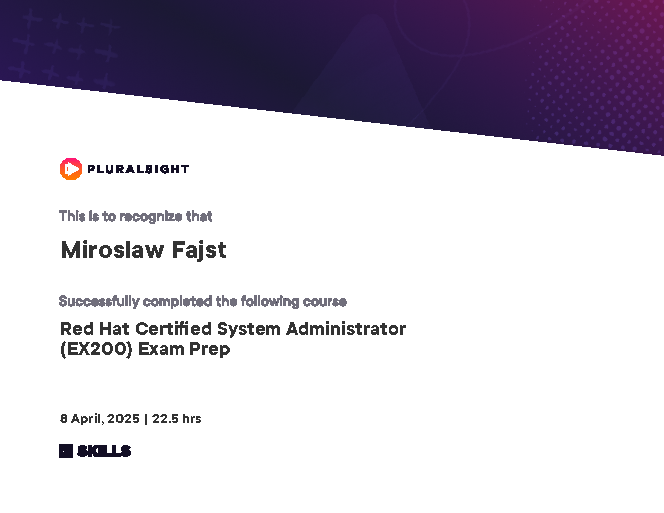 PLURALSIGHT
This is to recognize that
Miroslaw Fajst
Successfully completed the following course
Red Hat Certified System Administrator
(EX200) Exam Prep
8 April, 2025 | 22.5 hrs
SKILLS